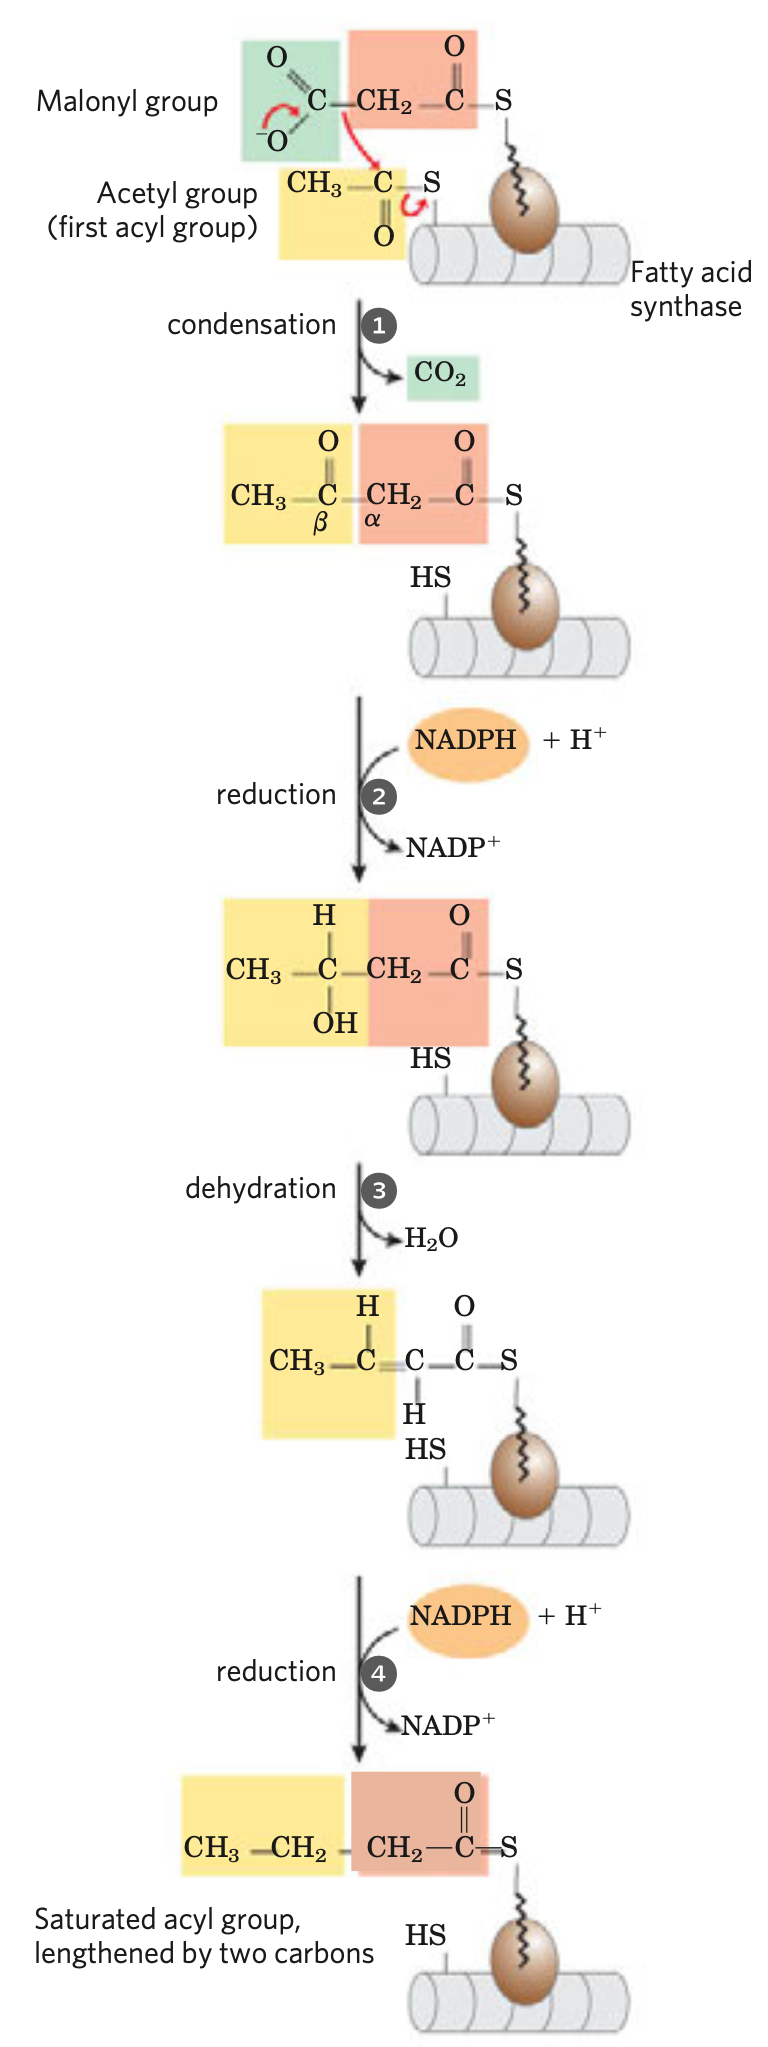 O O
Malonyl group C CH₂ C S
⁻O
Acetyl group CH₃ C S
(first acyl group) O
Fatty acid
synthase
condensation 1
CO₂
O O
CH₃ C CH₂ C S
β α
HS
NADPH + H⁺
reduction 2
NADP⁺
H O
CH₃ C CH₂ C S
OH
HS
dehydration 3
H₂O
H O
CH₃ C C C S
H
HS
NADPH + H⁺
reduction 4
NADP⁺
O
CH₃ CH₂ CH₂ C S
Saturated acyl group,
lengthened by two carbons
HS